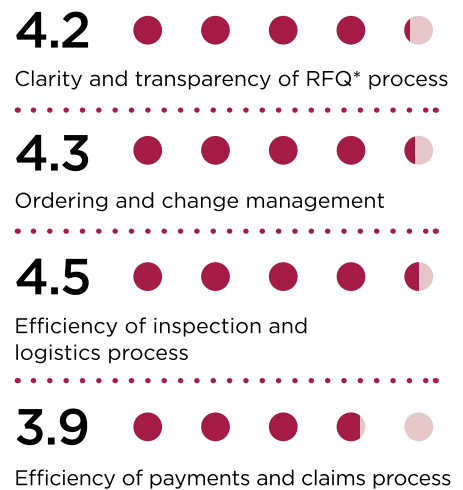 4.2
Clarity and transparency of RFQ* process
4.3
Ordering and change management
4.5
Efficiency of inspection and
logistics process
3.9
Efficiency of payments and claims process